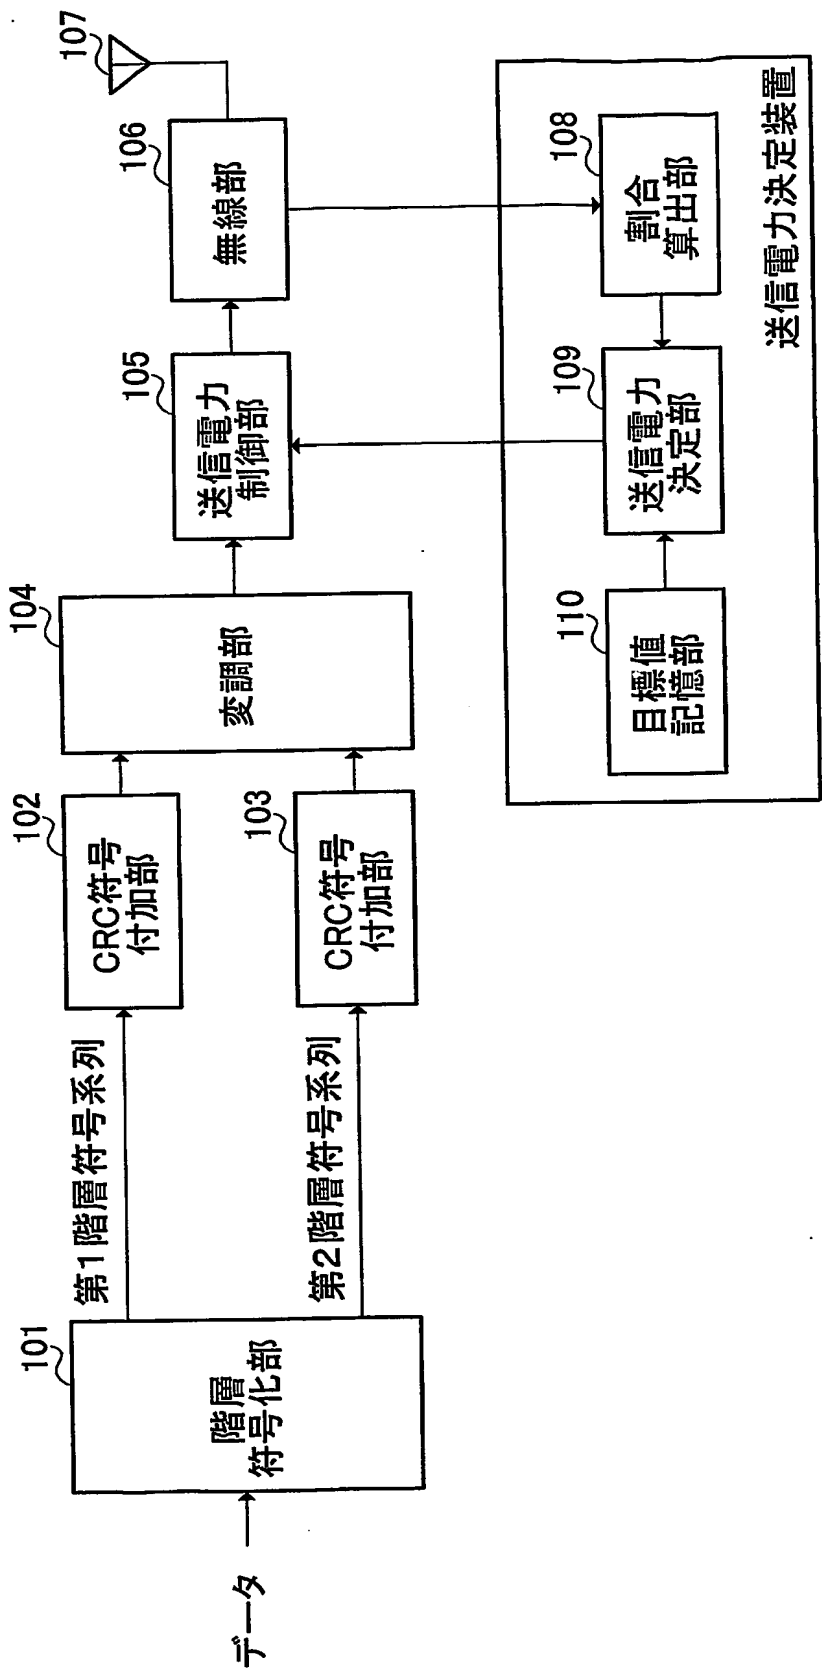 データ
101
階層
符号化部
第1階層符号系列
第2階層符号系列
102
CRC符号
付加部
103
CRC符号
付加部
104
変調部
105
送信電力
制御部
106
無線部
107
108
割合
算出部
109
送信電力
決定部
110
目標値
記憶部
送信電力決定装置